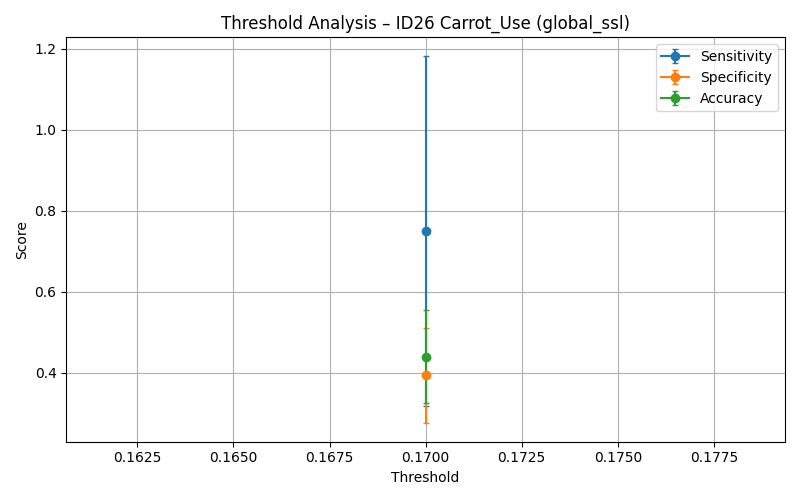 Threshold Analysis – ID26 Carrot_Use (global_ssl)
Sensitivity
Specificity
Accuracy
Score
1.2
1.0
0.8
0.6
0.4
0.1625 0.1650 0.1675 0.1700 0.1725 0.1750 0.1775
Threshold